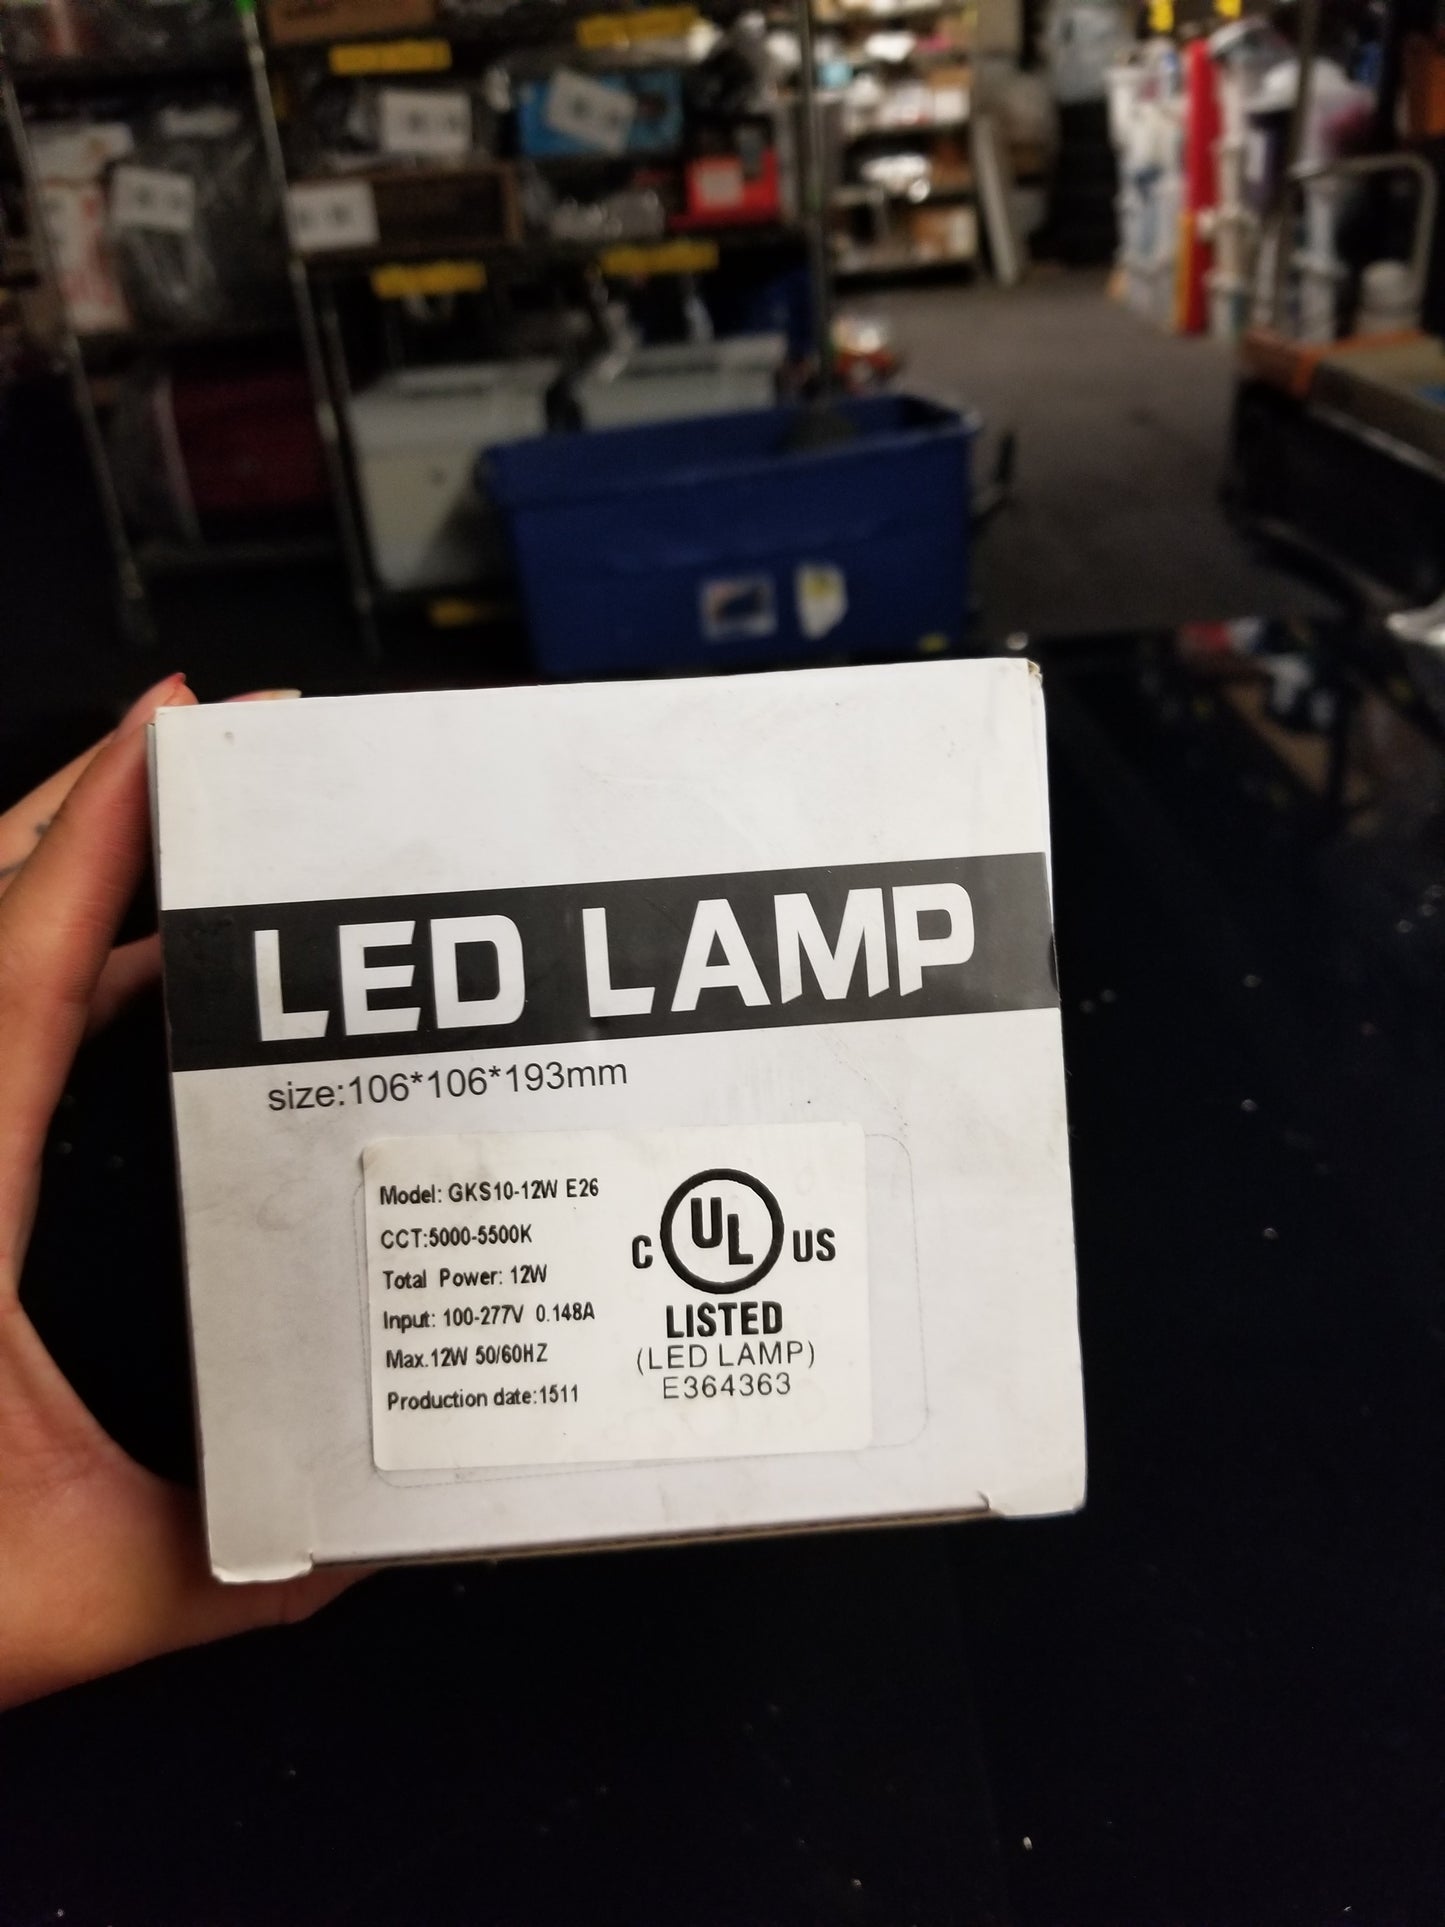 LED LAMP
size:106*106*193mm
Model: GKS10-12W E26
CCT:5000-5500K
Total Power: 12W
Input: 100-277V 0.148A
Max.12W 50/60HZ
Production date:1511
C UL US
LISTED
(LED LAMP)
E364363